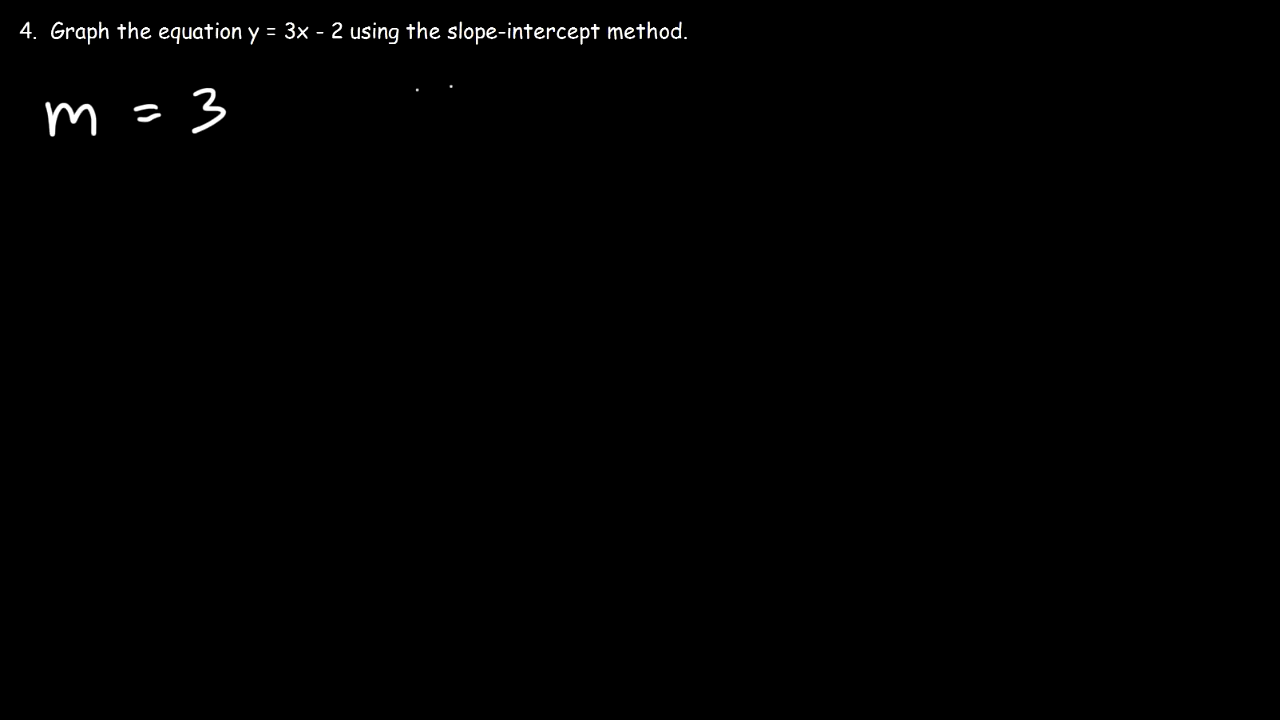 4. Graph the equation y = 3x - 2 using the slope-intercept method.
m = 3